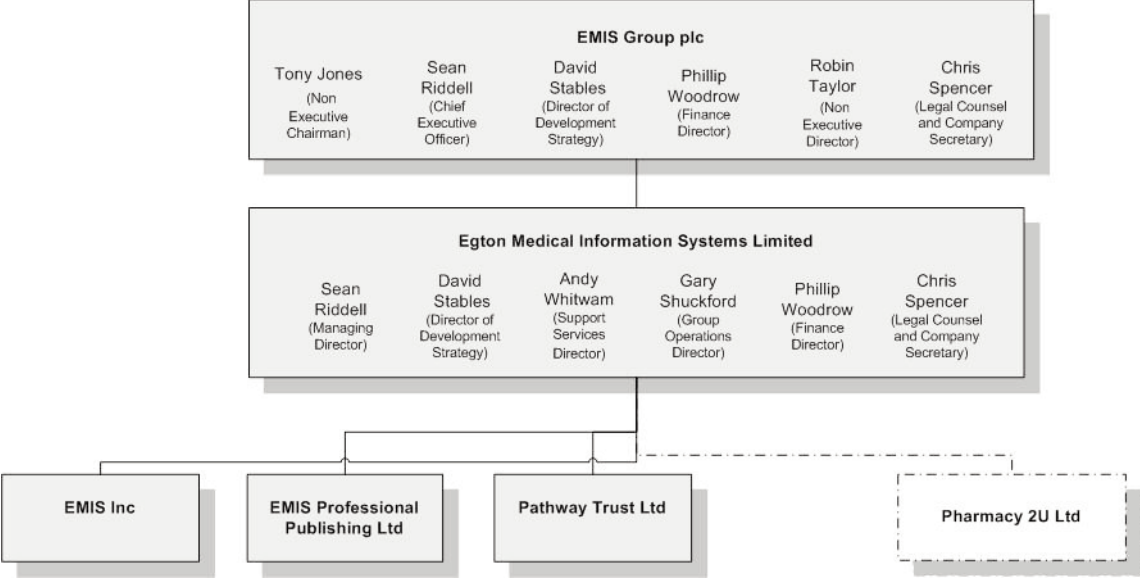 EMIS Group plc
Tony Jones
(Non
Executive
Chairman)
Sean
Riddell
(Chief
Executive
Officer)
David
Stables
(Director of
Development
Strategy)
Phillip
Woodrow
(Finance
Director)
Robin
Taylor
(Non
Executive
Director)
Chris
Spencer
(Legal Counsel
and Company
Secretary)
Egton Medical Information Systems Limited
Sean
Riddell
(Managing
Director)
David
Stables
(Director of
Development
Strategy)
Andy
Whitwam
(Support
Services
Director)
Gary
Shuckford
(Group
Operations
Director)
Phillip
Woodrow
(Finance
Director)
Chris
Spencer
(Legal Counsel
and Company
Secretary)
EMIS Inc
EMIS Professional
Publishing Ltd
Pathway Trust Ltd
Pharmacy 2U Ltd